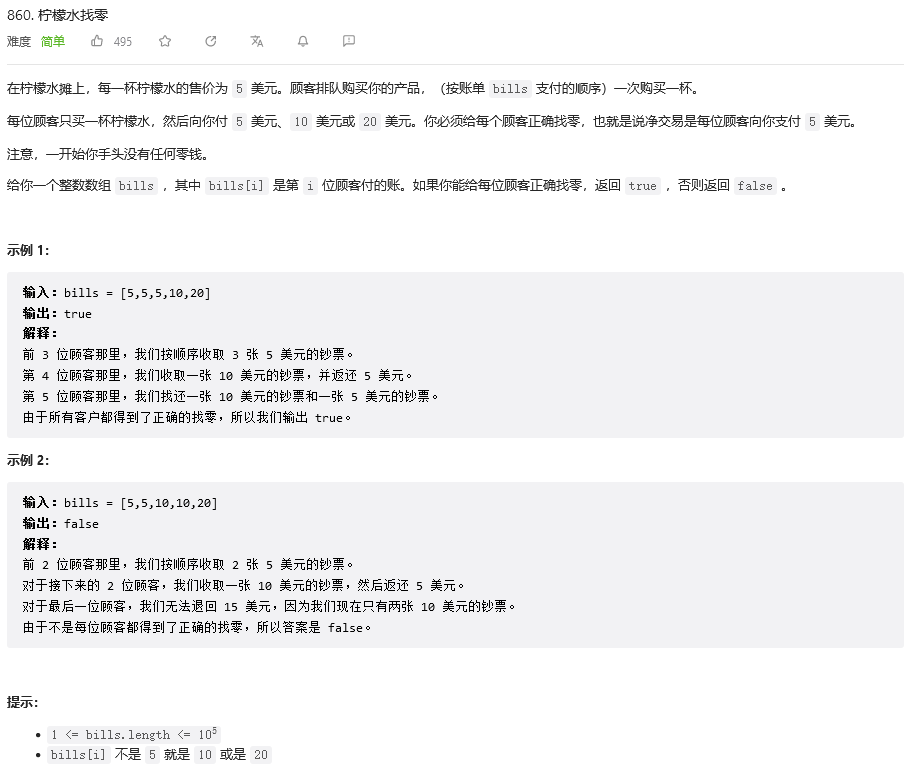 860. 柠檬水找零
难度 简单 495
在柠檬水摊上，每一杯柠檬水的售价为 5 美元。顾客排队购买你的产品，（按账单 bills 支付的顺序）一次购买一杯。
每位顾客只买一杯柠檬水，然后向你付 5 美元、10 美元或 20 美元。你必须给每个顾客正确找零，也就是说净交易是每位顾客向你支付 5 美元。
注意，一开始你手头没有任何零钱。
给你一个整数数组 bills ，其中 bills[i] 是第 i 位顾客付的账。如果你能给每位顾客正确找零，返回 true ，否则返回 false 。
示例 1：
输入：bills = [5,5,5,10,20]
输出：true
解释：
前 3 位顾客那里，我们按顺序收取 3 张 5 美元的钞票。
第 4 位顾客那里，我们收取一张 10 美元的钞票，并返还 5 美元。
第 5 位顾客那里，我们找还一张 10 美元的钞票和一张 5 美元的钞票。
由于所有客户都得到了正确的找零，所以我们输出 true。
示例 2：
输入：bills = [5,5,10,10,20]
输出：false
解释：
前 2 位顾客那里，我们按顺序收取 2 张 5 美元的钞票。
对于接下来的 2 位顾客，我们收取一张 10 美元的钞票，然后返还 5 美元。
对于最后一位顾客，我们无法退回 15 美元，因为我们现在只有两张 10 美元的钞票。
由于不是每位顾客都得到了正确的找零，所以答案是 false。
提示：
• 1 <= bills.length <= 10⁵
• bills[i] 不是 5 就是 10 或是 20